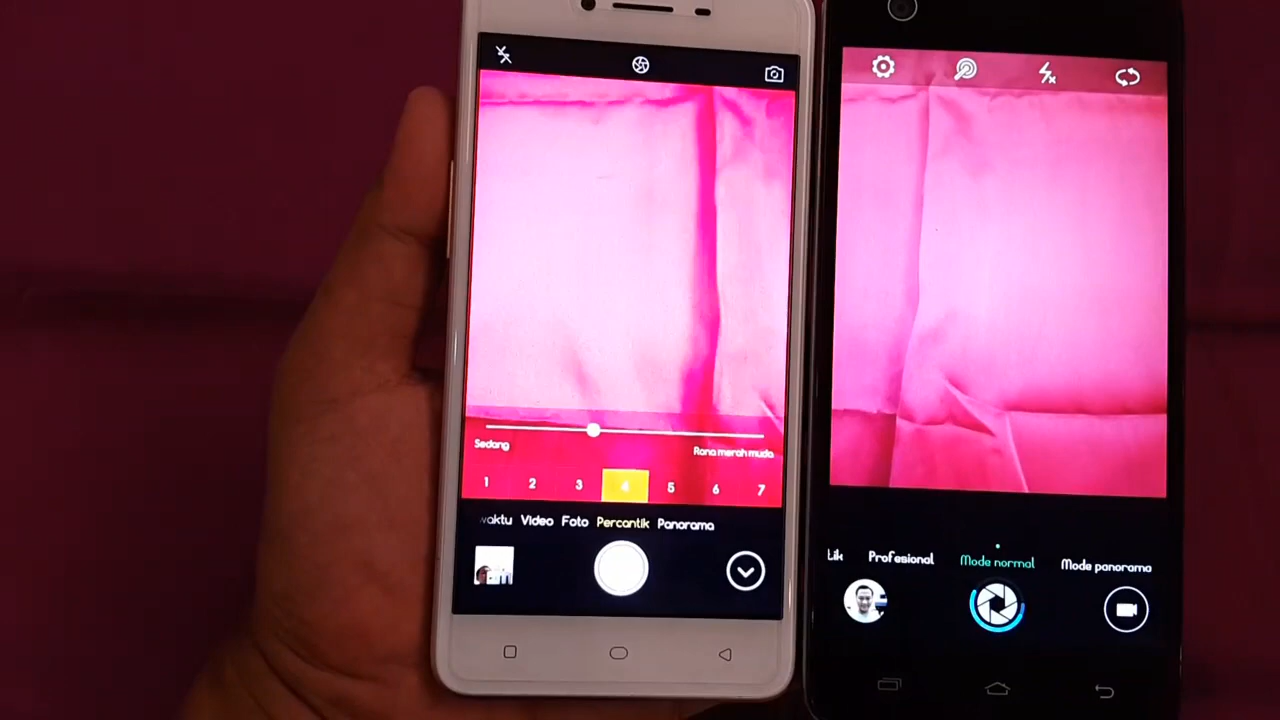 Sedang Rona merah muda
1 2 3 4 5 6 7
waktu Video Foto Percantik Panorama
tik Profesional Mode normal Mode panorama